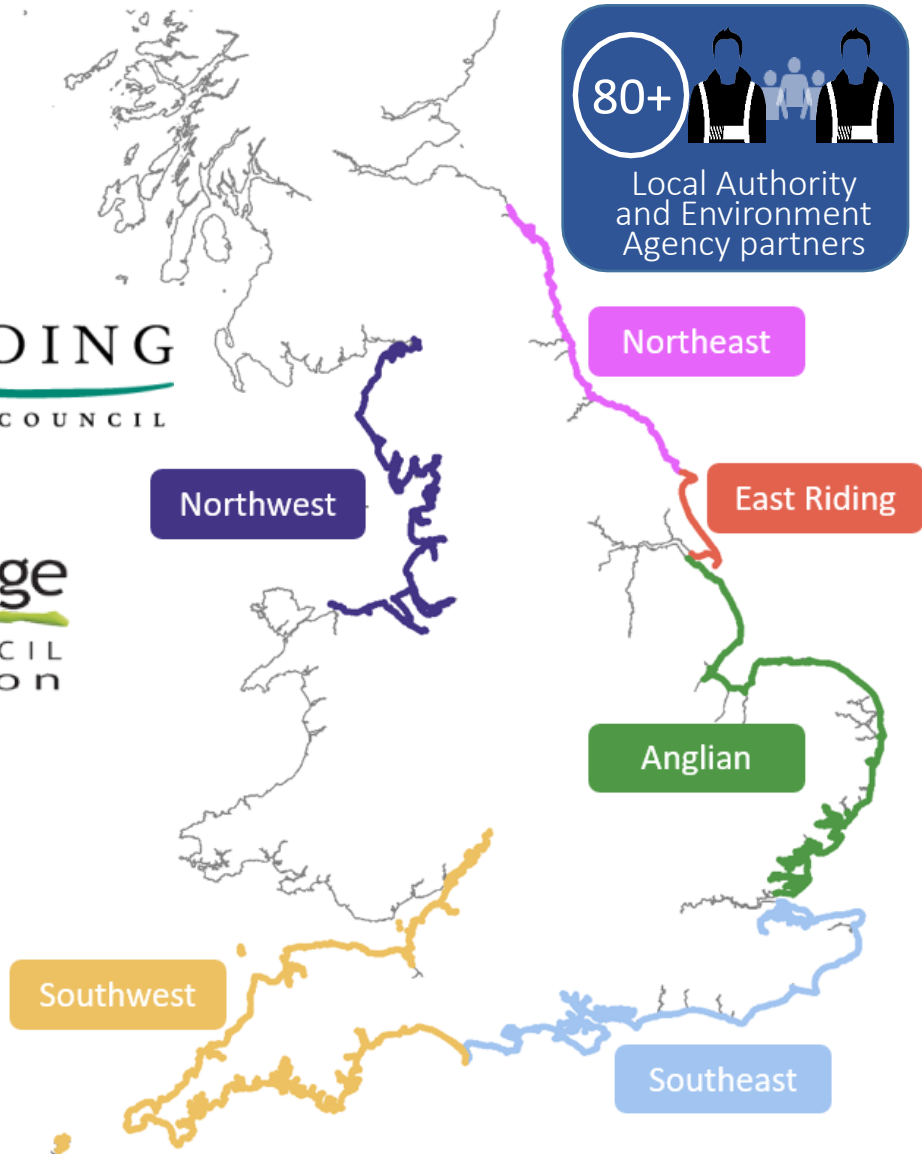 80+
Local Authority
and Environment
Agency partners
DING
COUNCIL
Northeast
East Riding
Northwest
ge
CIL
on
Anglian
Southwest
Southeast